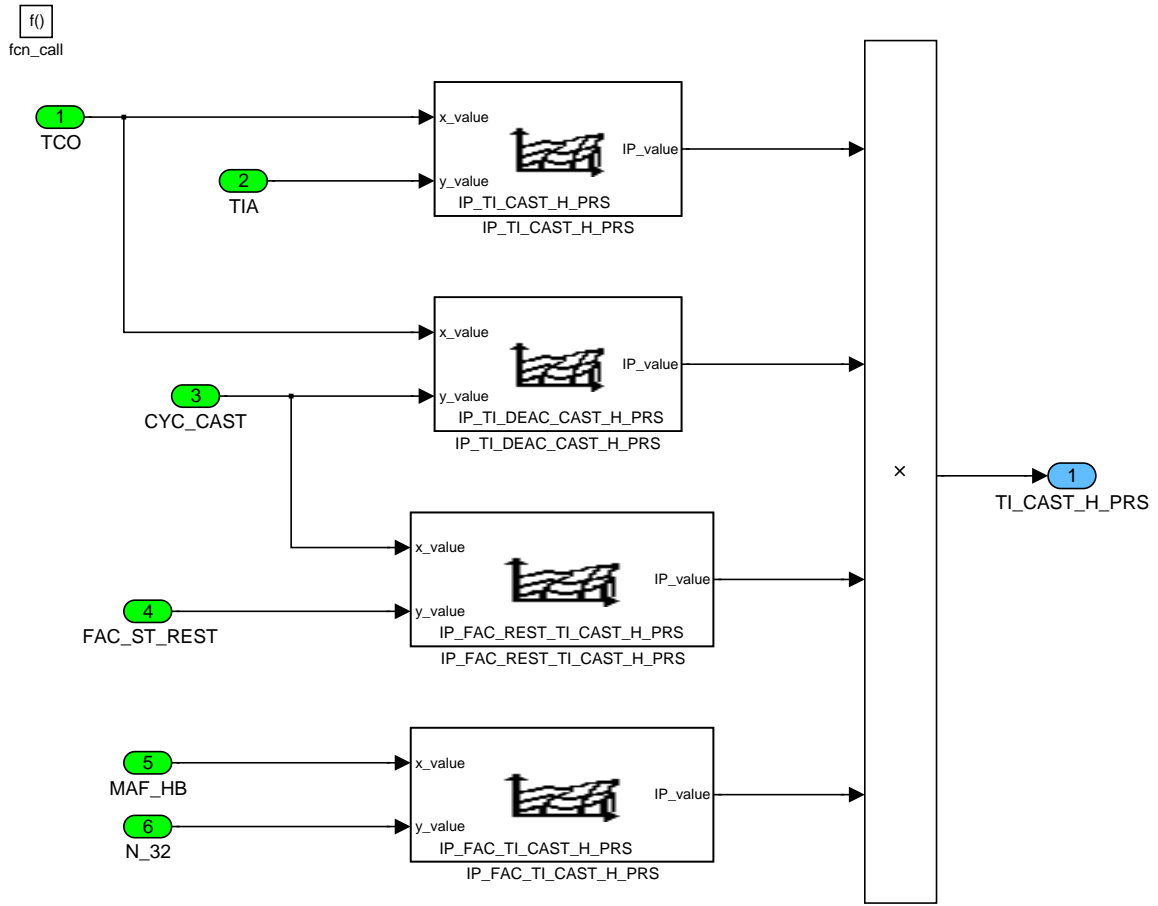 f()
fcn_call
1
TCO
x_value
2
TIA
y_value
IP_value
IP_TI_CAST_H_PRS
IP_TI_CAST_H_PRS
x_value
3
CYC_CAST
y_value
IP_value
IP_TI_DEAC_CAST_H_PRS
IP_TI_DEAC_CAST_H_PRS
×
1
TI_CAST_H_PRS
x_value
4
FAC_ST_REST
y_value
IP_value
IP_FAC_REST_TI_CAST_H_PRS
IP_FAC_REST_TI_CAST_H_PRS
5
MAF_HB
x_value
6
N_32
y_value
IP_value
IP_FAC_TI_CAST_H_PRS
IP_FAC_TI_CAST_H_PRS